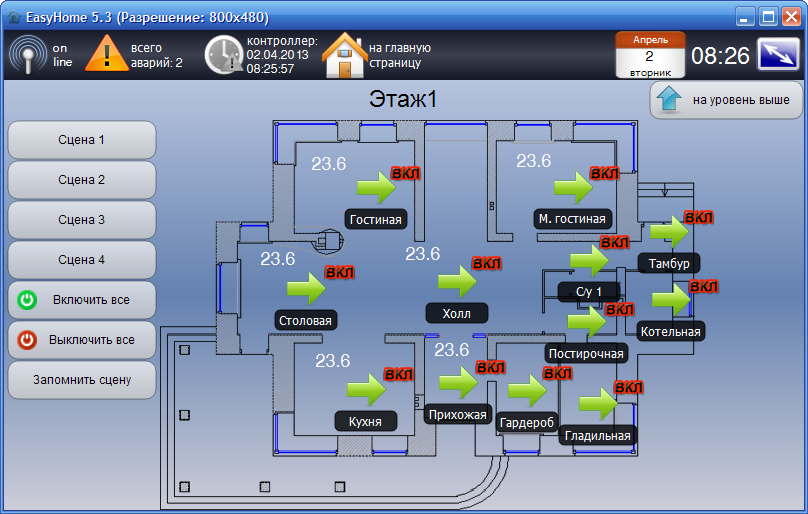 EasyHome 5.3 (Разрешение: 800x480)
on
line
всего
аварий: 2
контроллер:
02.04.2013
08:25:57
на главную
страницу
Апрель
2
вторник
08:26
Этаж1
на уровень выше
Сцена 1
Сцена 2
Сцена 3
Сцена 4
Включить все
Выключить все
Запомнить сцену
23.6
ВКЛ
Гостиная
23.6
ВКЛ
М. гостиная
ВКЛ
Тамбур
23.6
ВКЛ
Столовая
23.6
ВКЛ
Холл
ВКЛ
С/у 1
ВКЛ
Котельная
ВКЛ
Постирочная
23.6
ВКЛ
Кухня
23.6
ВКЛ
Прихожая
ВКЛ
Гардероб
ВКЛ
Гладильная